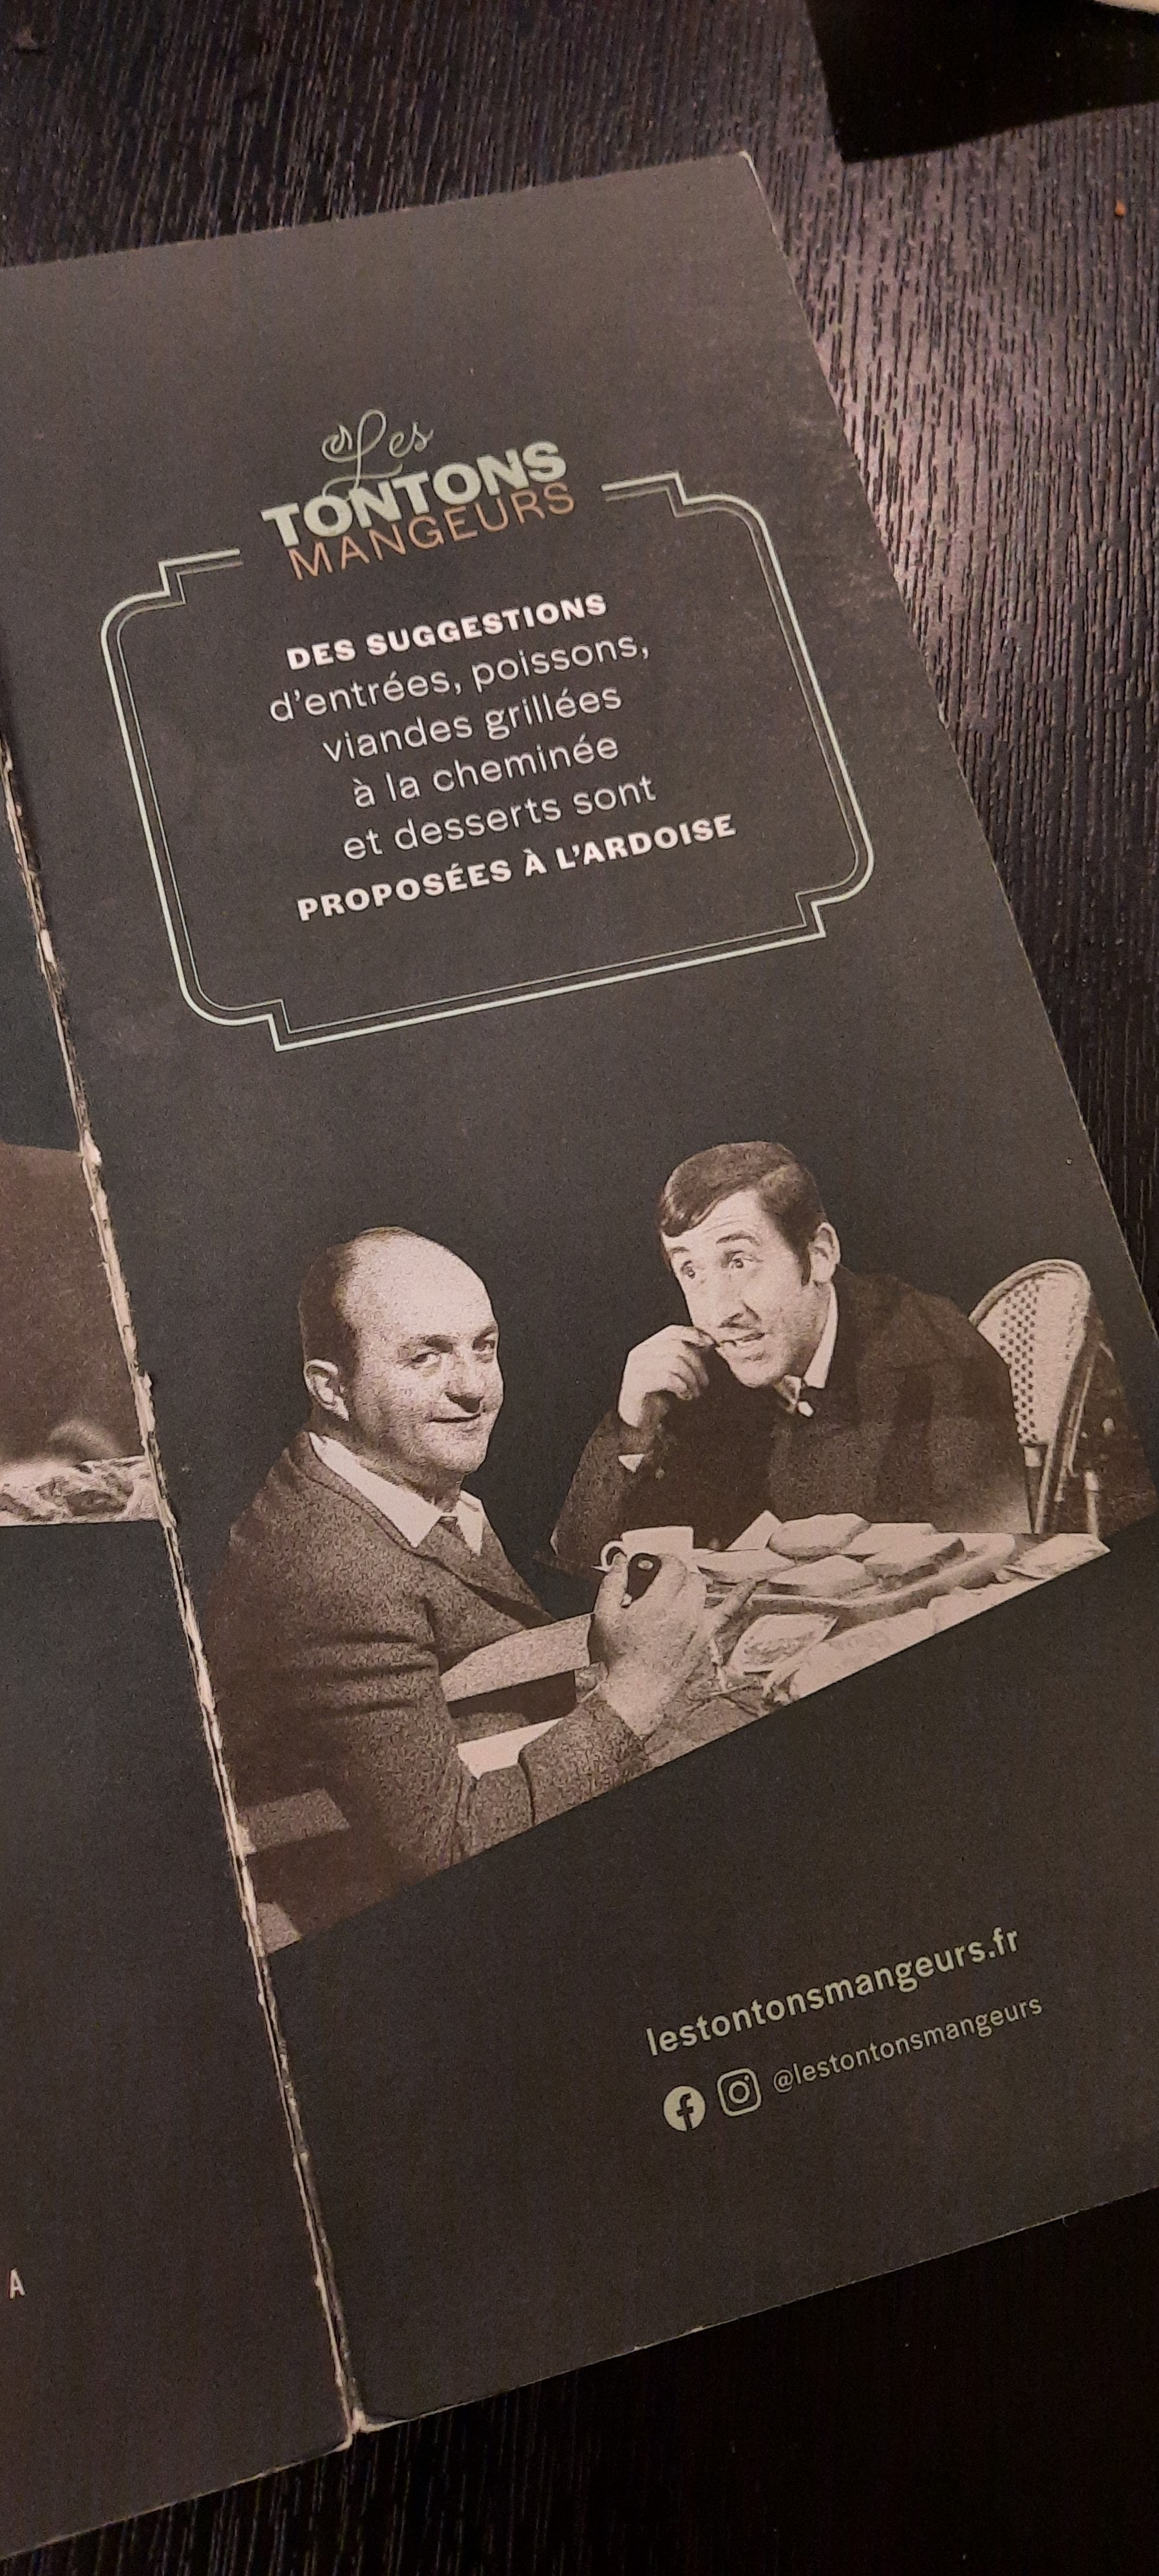 Les
TONTONS
MANGEURS
DES SUGGESTIONS
d'entrées, poissons,
viandes grillées
à la cheminée
et desserts sont
PROPOSÉES À L'ARDOISE
lestontonsmangeurs.fr
@lestontonsmangeurs
A